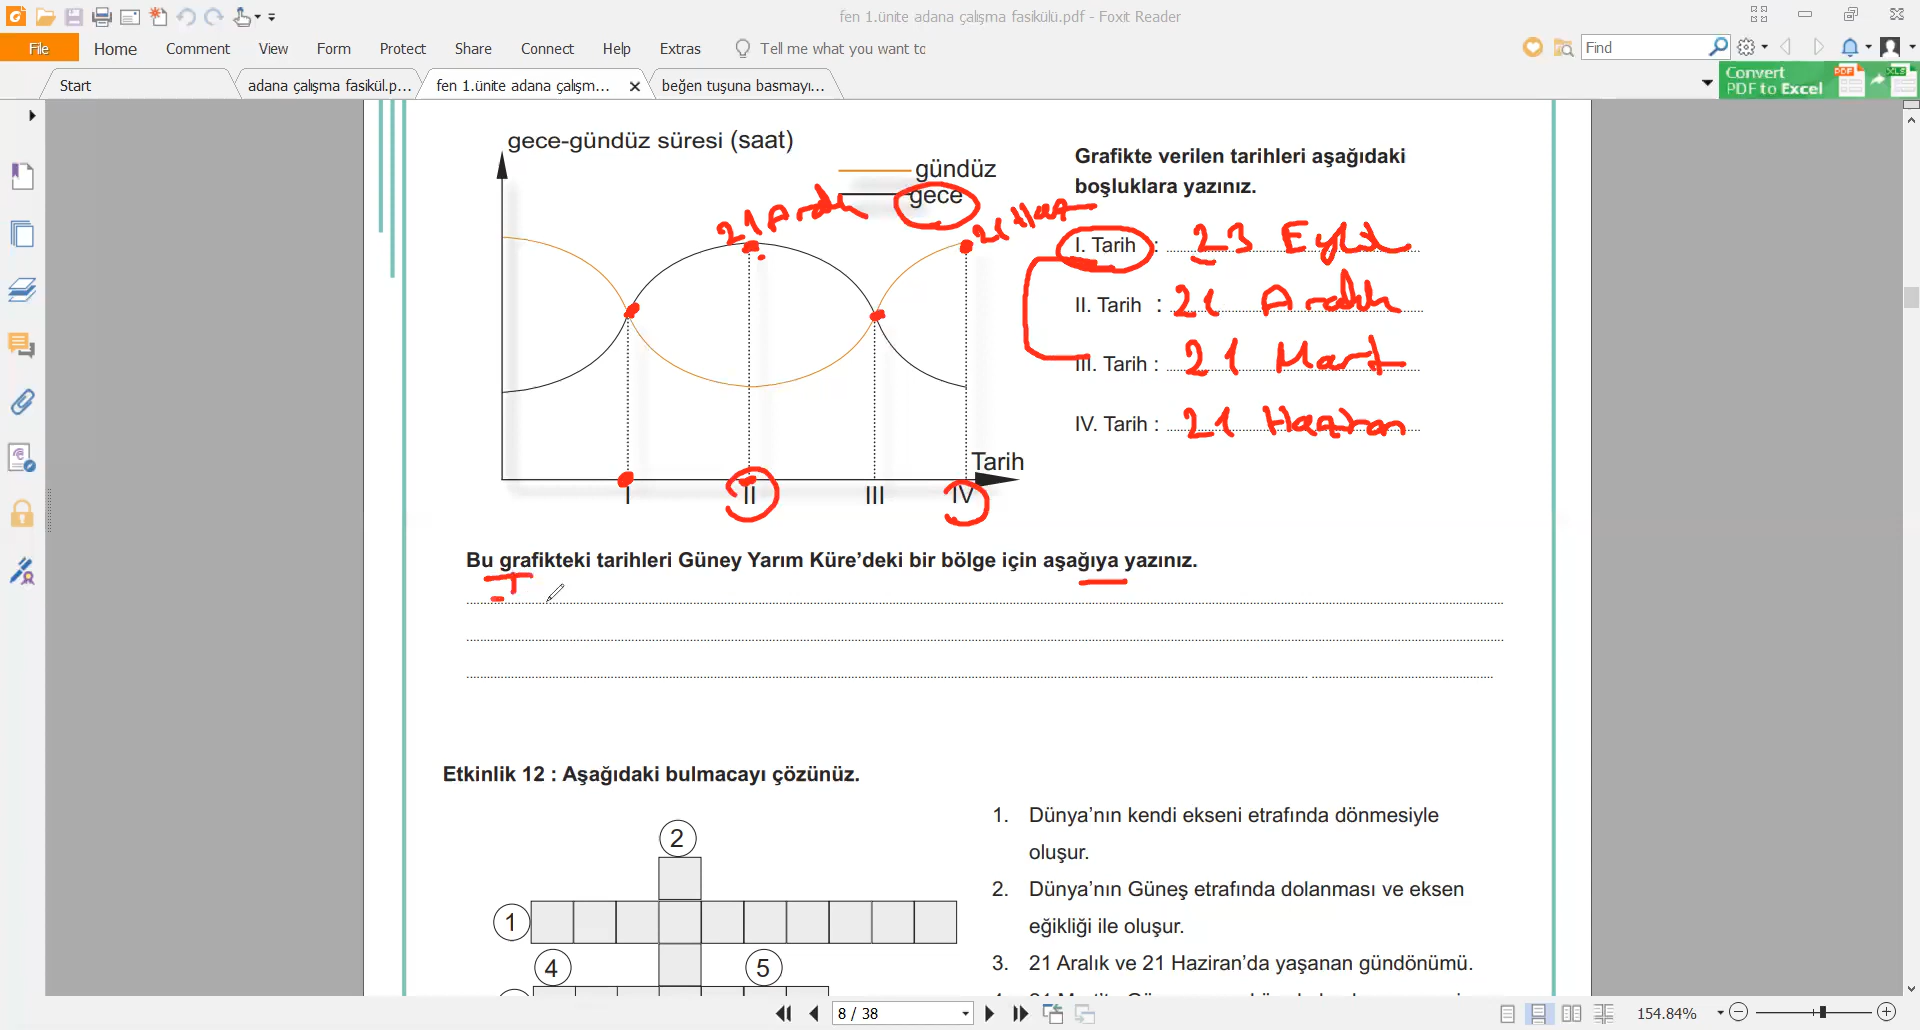 fen 1.ünite adana çalışma fasikülü.pdf - Foxit Reader
File Home Comment View Form Protect Share Connect Help Extras Tell me what you want to Find
Start adana çalışma fasikül.p... fen 1.ünite adana çalışm... beğen tuşuna basmayı...
Convert
PDF to Excel
gece-gündüz süresi (saat)
gündüz
gece
21 Aralık
21 Haz
Tarih
I II III IV
Grafikte verilen tarihleri aşağıdaki
boşluklara yazınız.
I. Tarih : 23 Eylül
II. Tarih : 21 Aralık
III. Tarih : 21 Mart
IV. Tarih : 21 Haziran
Bu grafikteki tarihleri Güney Yarım Küre’deki bir bölge için aşağıya yazınız.
I
Etkinlik 12 : Aşağıdaki bulmacayı çözünüz.
2
1
4 5
1. Dünya’nın kendi ekseni etrafında dönmesiyle
oluşur.
2. Dünya’nın Güneş etrafında dolanması ve eksen
eğikliği ile oluşur.
3. 21 Aralık ve 21 Haziran’da yaşanan gündönümü.
8 / 38
154.84%